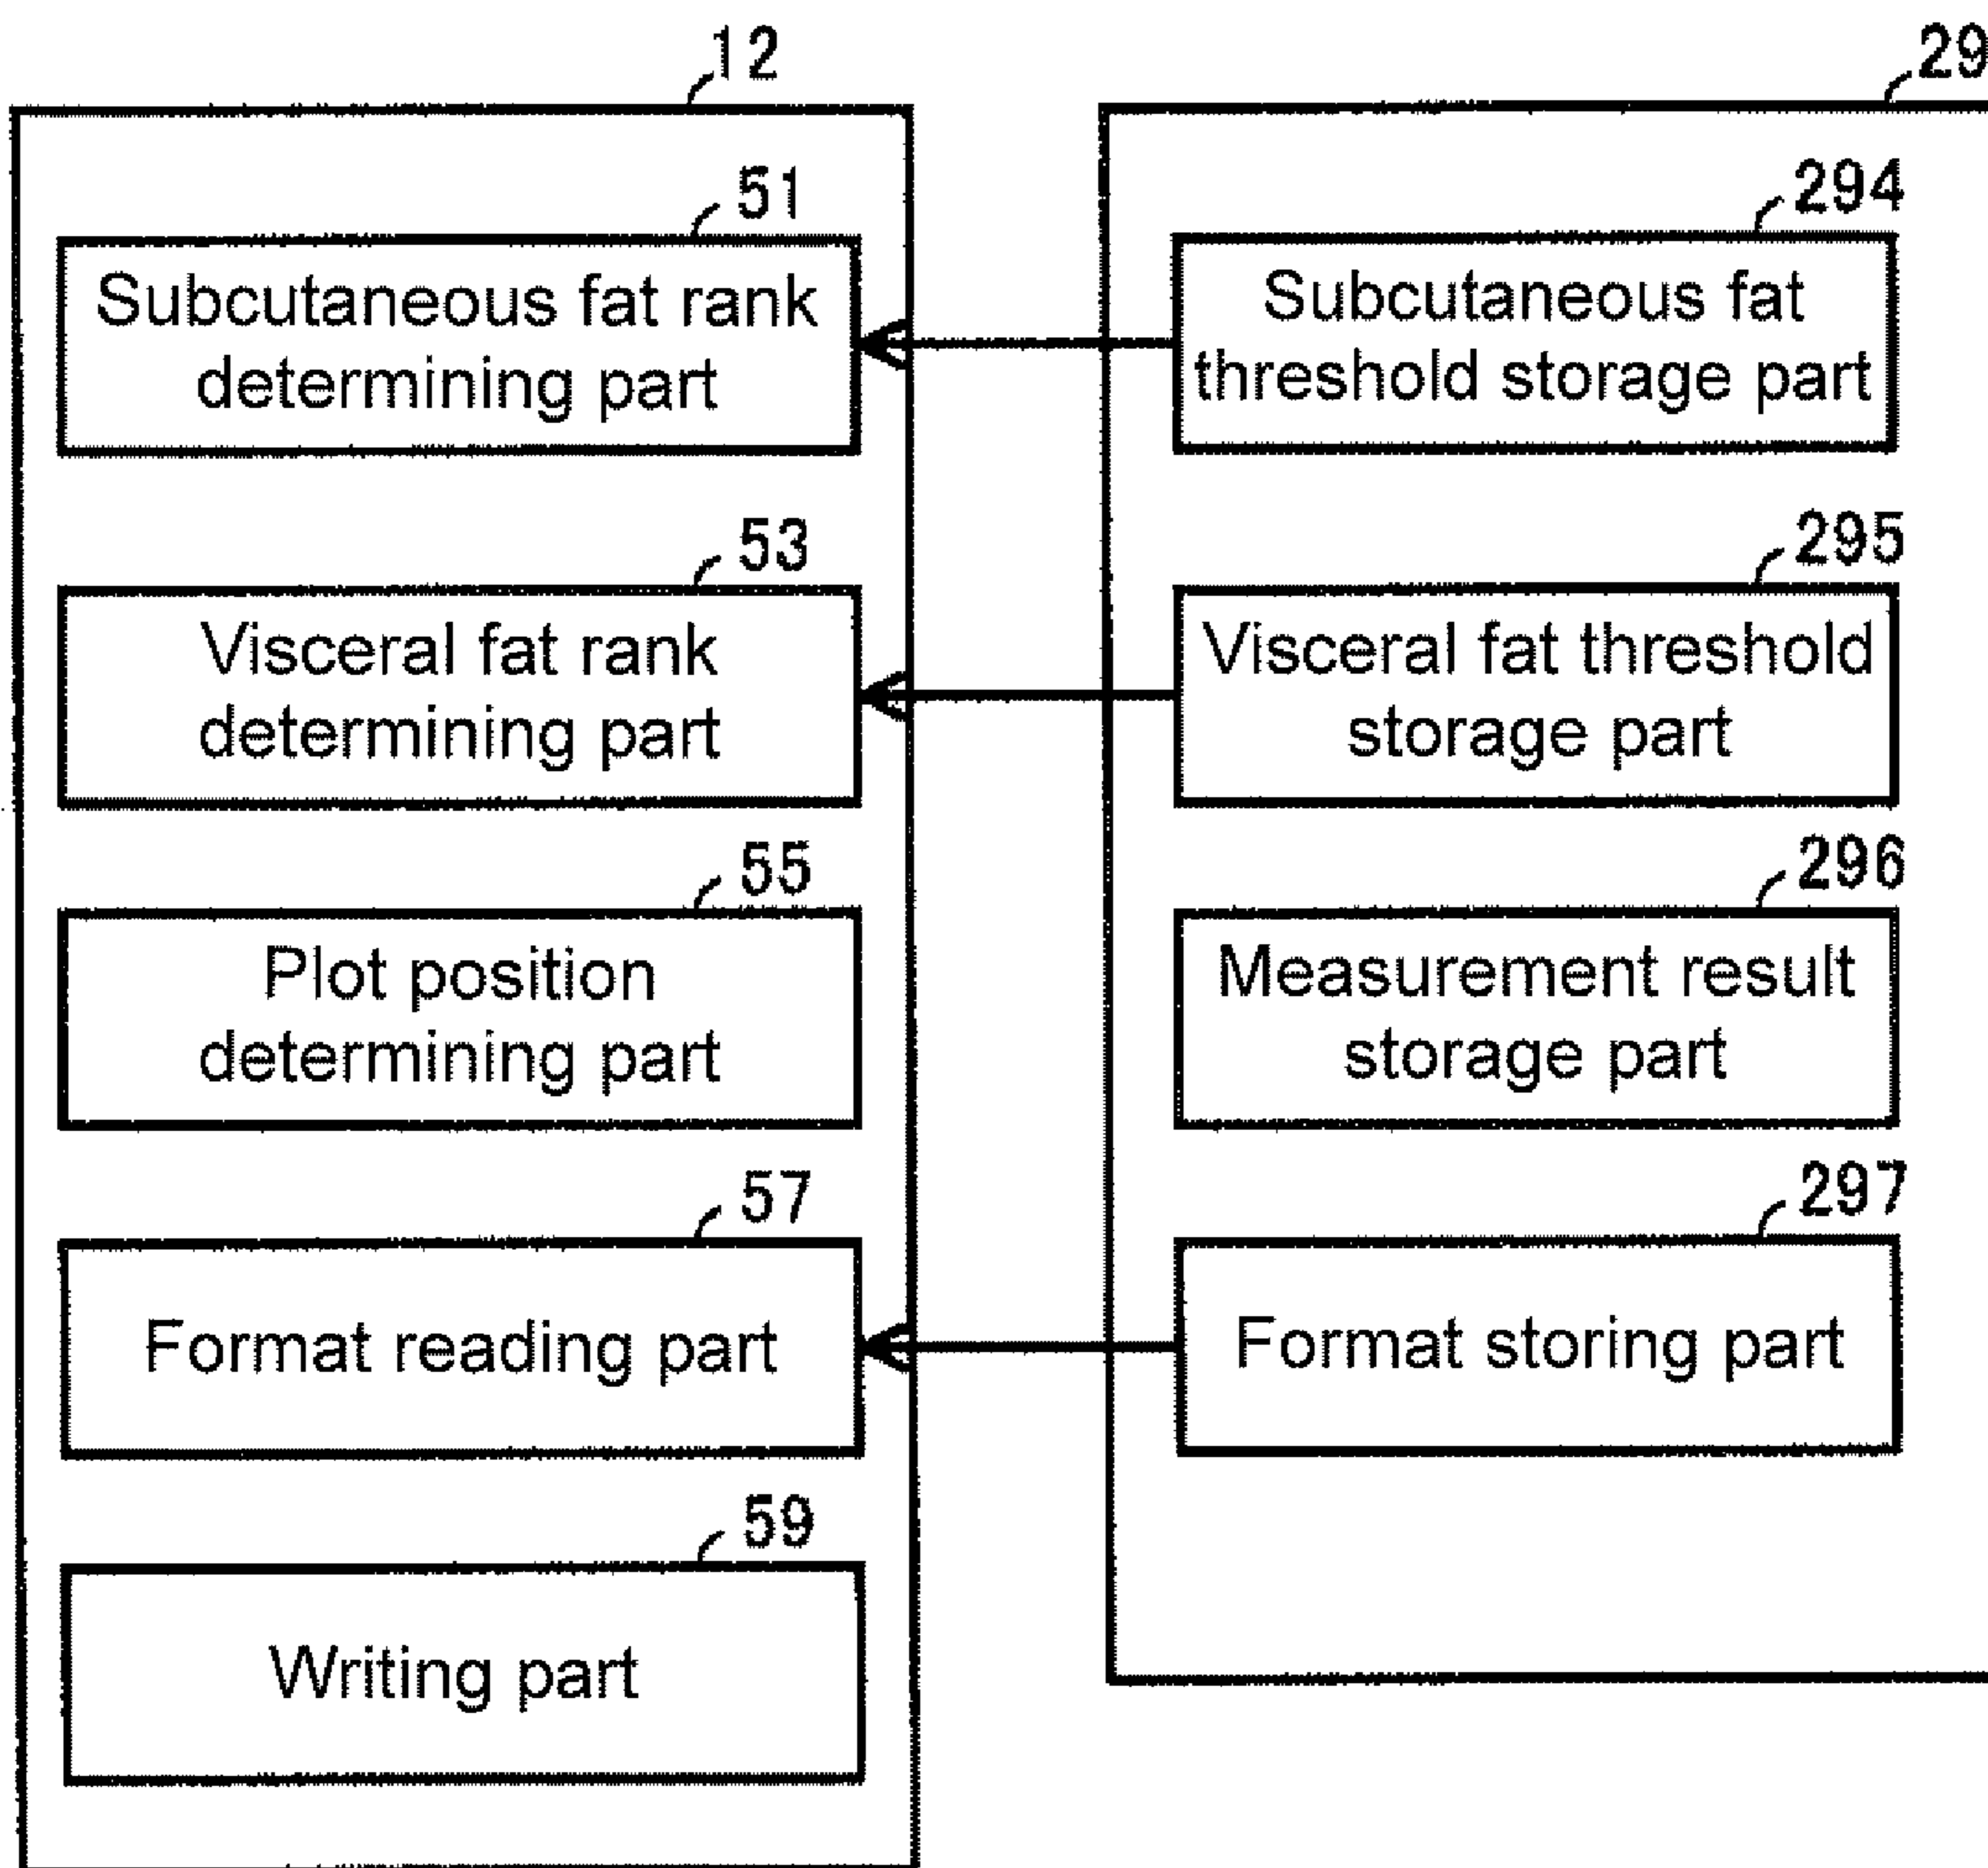 12
51
Subcutaneous fat rank
determining part
53
Visceral fat rank
determining part
55
Plot position
determining part
57
Format reading part
59
Writing part
29
294
Subcutaneous fat
threshold storage part
295
Visceral fat threshold
storage part
296
Measurement result
storage part
297
Format storing part